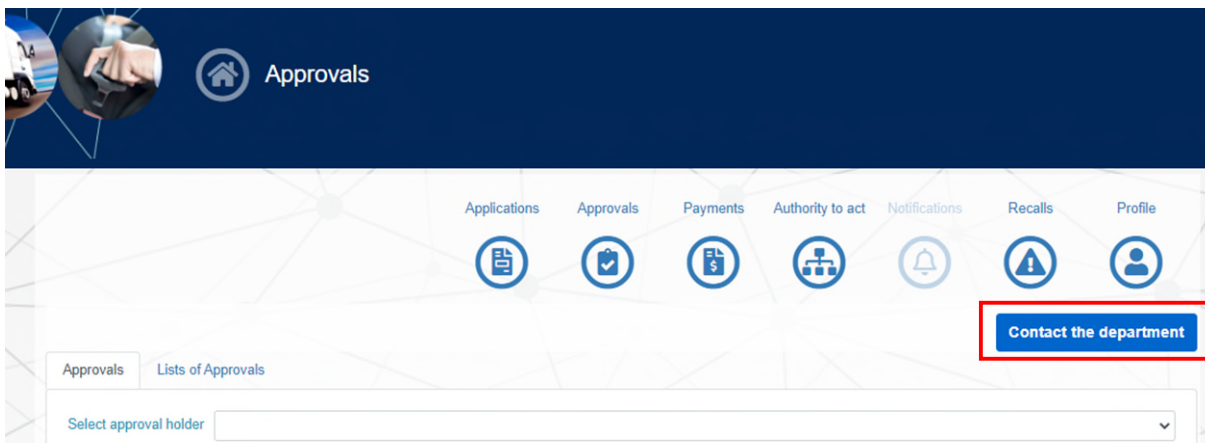 Approvals
Applications Approvals Payments Authority to act Notifications Recalls Profile
Contact the department
Approvals Lists of Approvals
Select approval holder